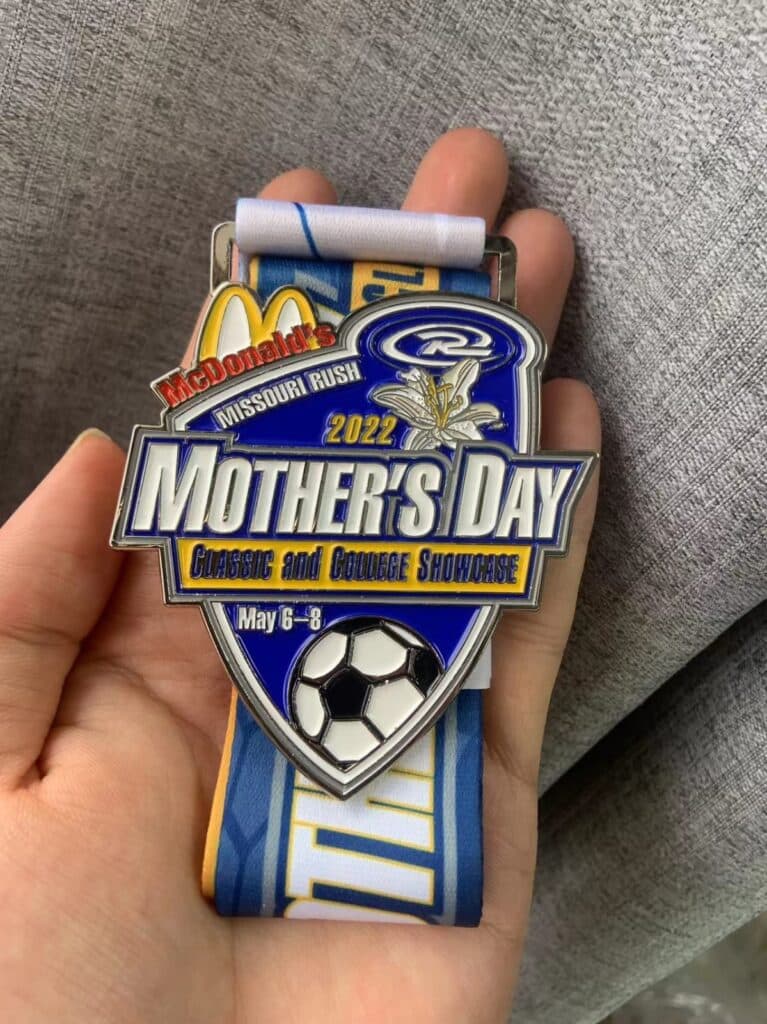 McDonald's
MISSOURI RUSH
R
2022
MOTHER'S DAY
CLASSIC and COLLEGE SHOWCASE
May 6-8